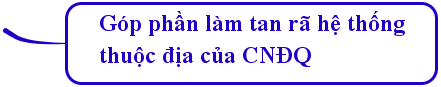 Góp phần làm tan rã hệ thống
thuộc địa của CNĐQ